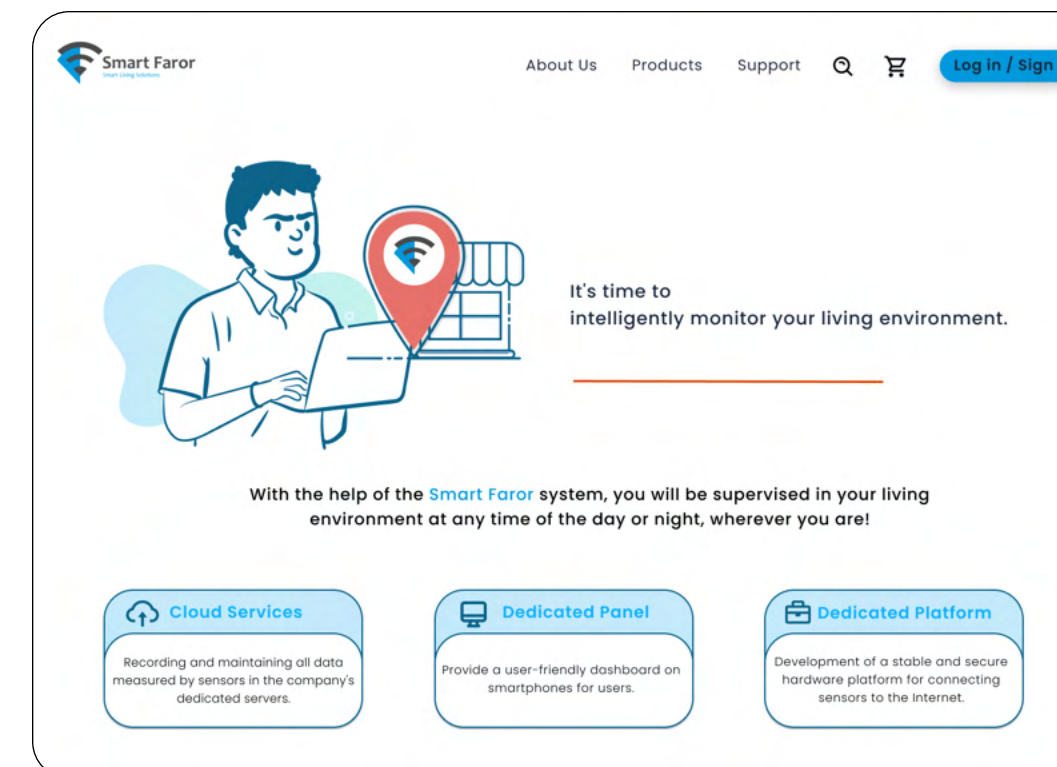 Smart Faror
Smart Living Solutions
About Us
Products
Support
Log in / Sign
It's time to
intelligently monitor your living environment.
With the help of the Smart Faror system, you will be supervised in your living
environment at any time of the day or night, wherever you are!
Cloud Services
Recording and maintaining all data
measured by sensors in the company's
dedicated servers.
Dedicated Panel
Provide a user-friendly dashboard on
smartphones for users.
Dedicated Platform
Development of a stable and secure
hardware platform for connecting
sensors to the Internet.